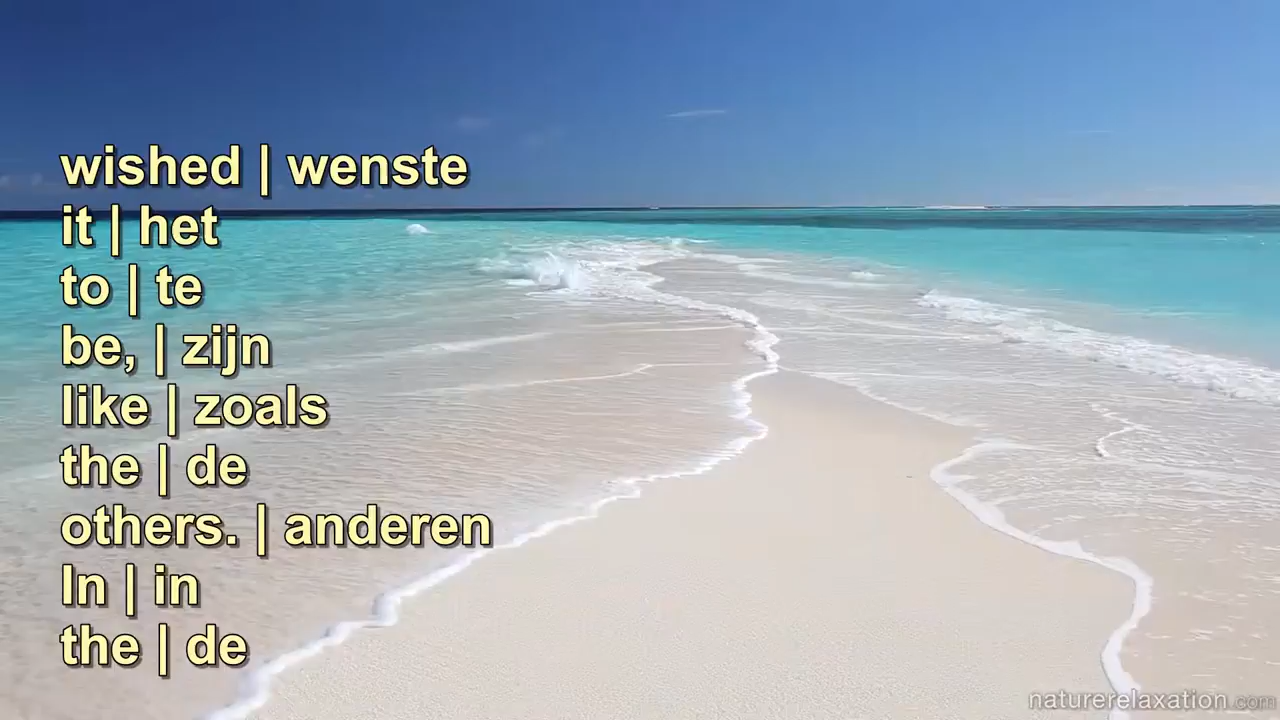 wished | wenste
it | het
to | te
be, | zijn
like | zoals
the | de
others. | anderen
In | in
the | de
naturerelaxation.com